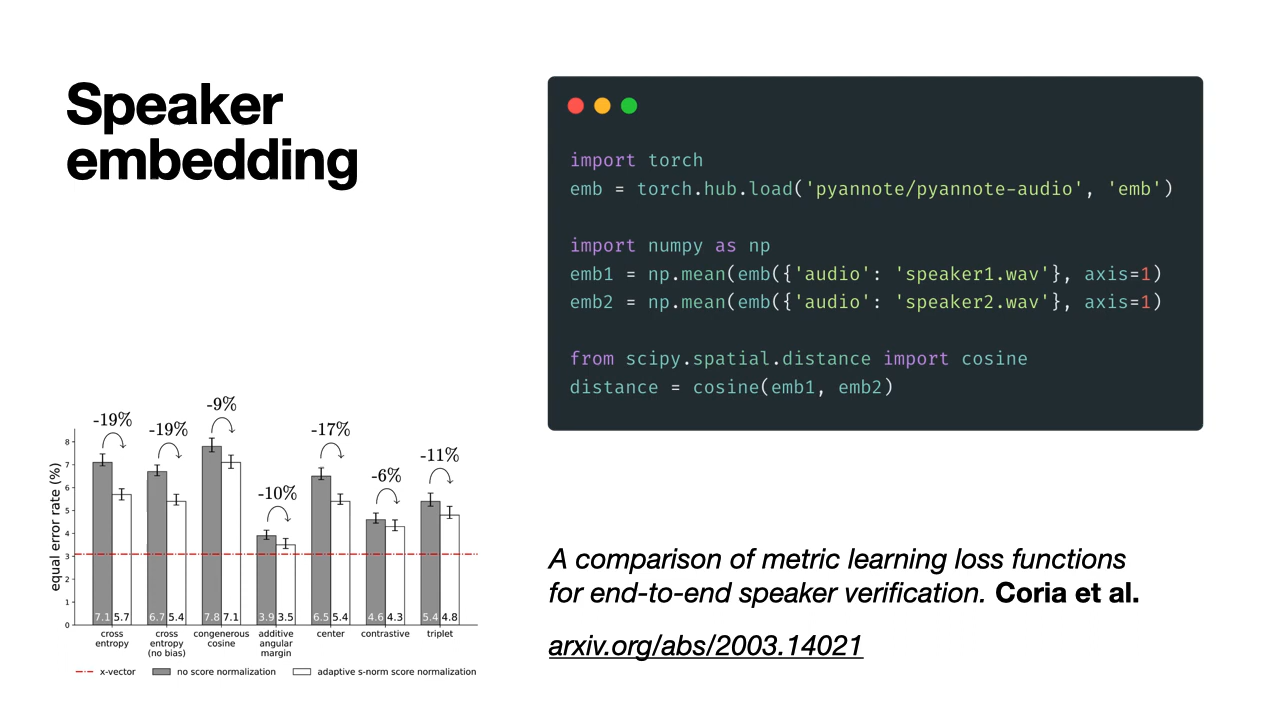 Speaker
embedding
import torch
emb = torch.hub.load('pyannote/pyannote-audio', 'emb')
import numpy as np
emb1 = np.mean(emb({'audio': 'speaker1.wav'}, axis=1)
emb2 = np.mean(emb({'audio': 'speaker2.wav'}, axis=1)
from scipy.spatial.distance import cosine
distance = cosine(emb1, emb2)
-19%
-19%
-9%
-10%
-17%
-6%
-11%
equal error rate (%)
8
7
6
5
4
3
2
1
0
7.1 5.7 6.7 5.4 7.8 7.1 3.9 3.5 6.5 5.4 4.6 4.3 5.4 4.8
cross
entropy
cross
entropy
(no bias)
congenerous
cosine
additive
angular
margin
center
contrastive
triplet
x-vector
no score normalization
adaptive s-norm score normalization
A comparison of metric learning loss functions
for end-to-end speaker verification. Coria et al.
arxiv.org/abs/2003.14021